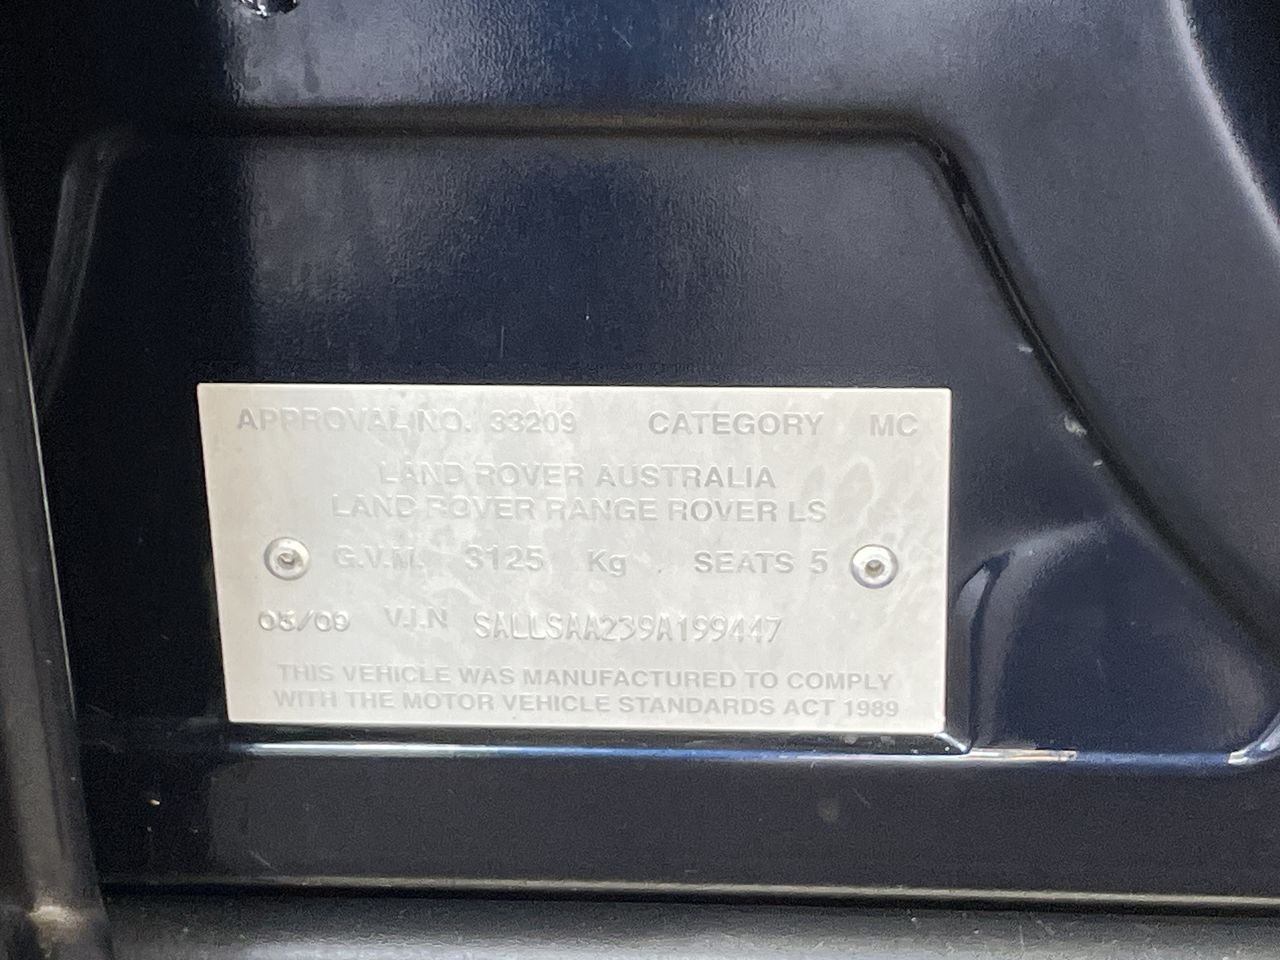 APPROVAL NO. 33209 CATEGORY MC
LAND ROVER AUSTRALIA
LAND ROVER RANGE ROVER LS
G.V.M. 3125 Kg . SEATS 5
05/09 V.I.N SALLSAA239A199447
THIS VEHICLE WAS MANUFACTURED TO COMPLY
WITH THE MOTOR VEHICLE STANDARDS ACT 1989